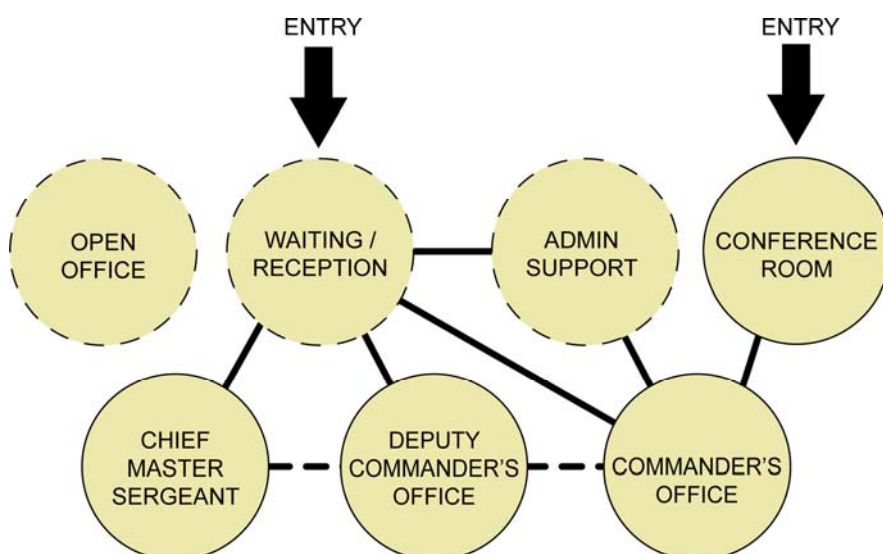 ENTRY
ENTRY
OPEN
OFFICE
WAITING /
RECEPTION
ADMIN
SUPPORT
CONFERENCE
ROOM
CHIEF
MASTER
SERGEANT
DEPUTY
COMMANDER'S
OFFICE
COMMANDER'S
OFFICE